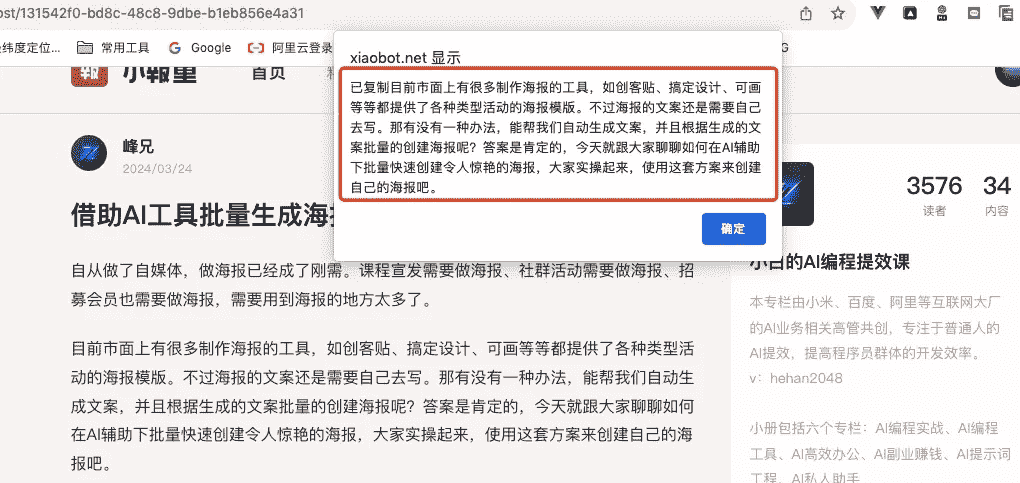 ost/131542f0-bd8c-48c8-9dbe-b1eb856e4a31
纬度定位...
常用工具
Google
阿里云登录
G
xiaobot.net 显示
已复制目前市面上有很多制作海报的工具，如创客贴、搞定设计、可画
等等都提供了各种类型活动的海报模版。不过海报的文案还是需要自己
去写。那有没有一种办法，能帮我们自动生成文案，并且根据生成的文
案批量的创建海报呢？答案是肯定的，今天就跟大家聊聊如何在AI辅助
下批量快速创建令人惊艳的海报，大家实操起来，使用这套方案来创建
自己的海报吧。
确定
小报童
首页
峰兄
2024/03/24
借助AI工具批量生成海报
自从做了自媒体，做海报已经成了刚需。课程宣发需要做海报、社群活动需要做海报、招
募会员也需要做海报，需要用到海报的地方太多了。
目前市面上有很多制作海报的工具，如创客贴、搞定设计、可画等等都提供了各种类型活
动的海报模版。不过海报的文案还是需要自己去写。那有没有一种办法，能帮我们自动生
成文案，并且根据生成的文案批量的创建海报呢？答案是肯定的，今天就跟大家聊聊如何
在AI辅助下批量快速创建令人惊艳的海报，大家实操起来，使用这套方案来创建自己的海
报吧。
3576 34
读者 内容
小白的AI编程提效课
本专栏由小米、百度、阿里等互联网大厂
的AI业务相关高管共创，专注于普通人的
AI提效，提高程序员群体的开发效率。
v：hehan2048
小册包括六个专栏：AI编程实战、AI编程
工具、AI高效办公、AI副业赚钱、AI提示词
工程、AI私人助手